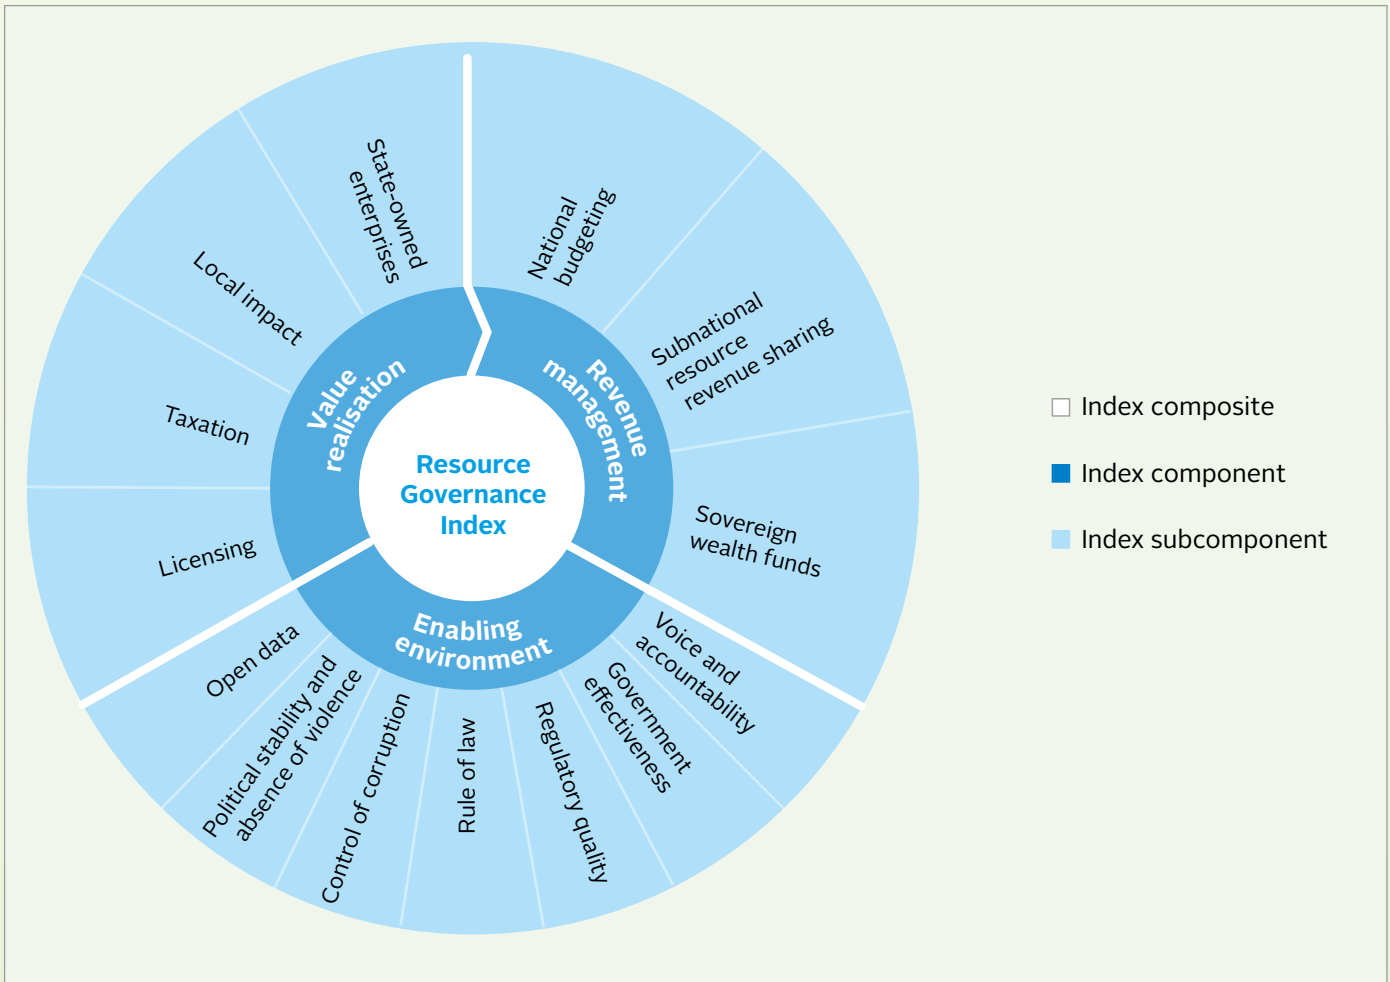 Resource
Governance
Index
Value
realisation
Revenue
management
Enabling
environment
State-owned
enterprises
Local impact
Taxation
Licensing
National
budgeting
Subnational
resource
revenue sharing
Sovereign
wealth funds
Voice and
accountability
Government
effectiveness
Regulatory quality
Rule of law
Control of corruption
Political stability and
absence of violence
Open data
Index composite
Index component
Index subcomponent